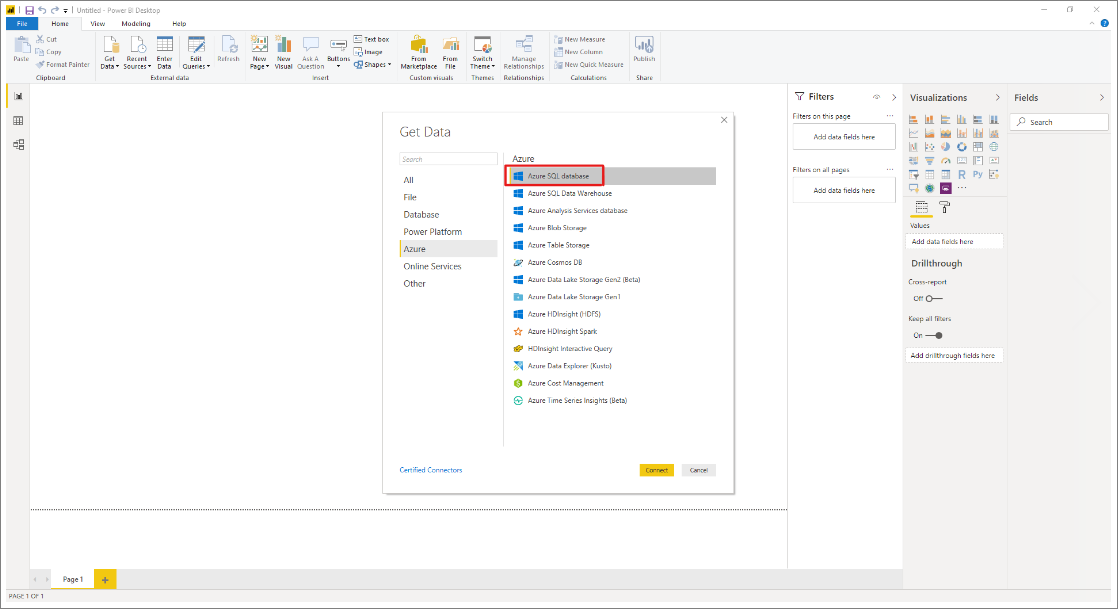 Untitled - Power BI Desktop
File
Home
View
Modeling
Help
Paste
Cut
Copy
Format Painter
Clipboard
Get
Data
Recent
Sources
Enter
Data
External data
Edit
Queries
Refresh
New
Page
New
Visual
Ask A
Question
Buttons
Text box
Image
Shapes
Insert
From
Marketplace
From
File
Custom visuals
Switch
Theme
Themes
Manage
Relationships
Relationships
New Measure
New Column
New Quick Measure
Calculations
Publish
Share
Get Data
Search
All
File
Database
Power Platform
Azure
Online Services
Other
Azure
Azure SQL database
Azure SQL Data Warehouse
Azure Analysis Services database
Azure Blob Storage
Azure Table Storage
Azure Cosmos DB
Azure Data Lake Storage Gen2 (Beta)
Azure Data Lake Storage Gen1
Azure HDInsight (HDFS)
Azure HDInsight Spark
HDInsight Interactive Query
Azure Data Explorer (Kusto)
Azure Cost Management
Azure Time Series Insights (Beta)
Certified Connectors
Connect
Cancel
Filters
Filters on this page
...
Add data fields here
Filters on all pages
...
Add data fields here
Visualizations
R
Py
...
Values
Add data fields here
Drillthrough
Cross-report
Off
Keep all filters
On
Add drillthrough fields here
Fields
Search
Page 1
PAGE 1 OF 1